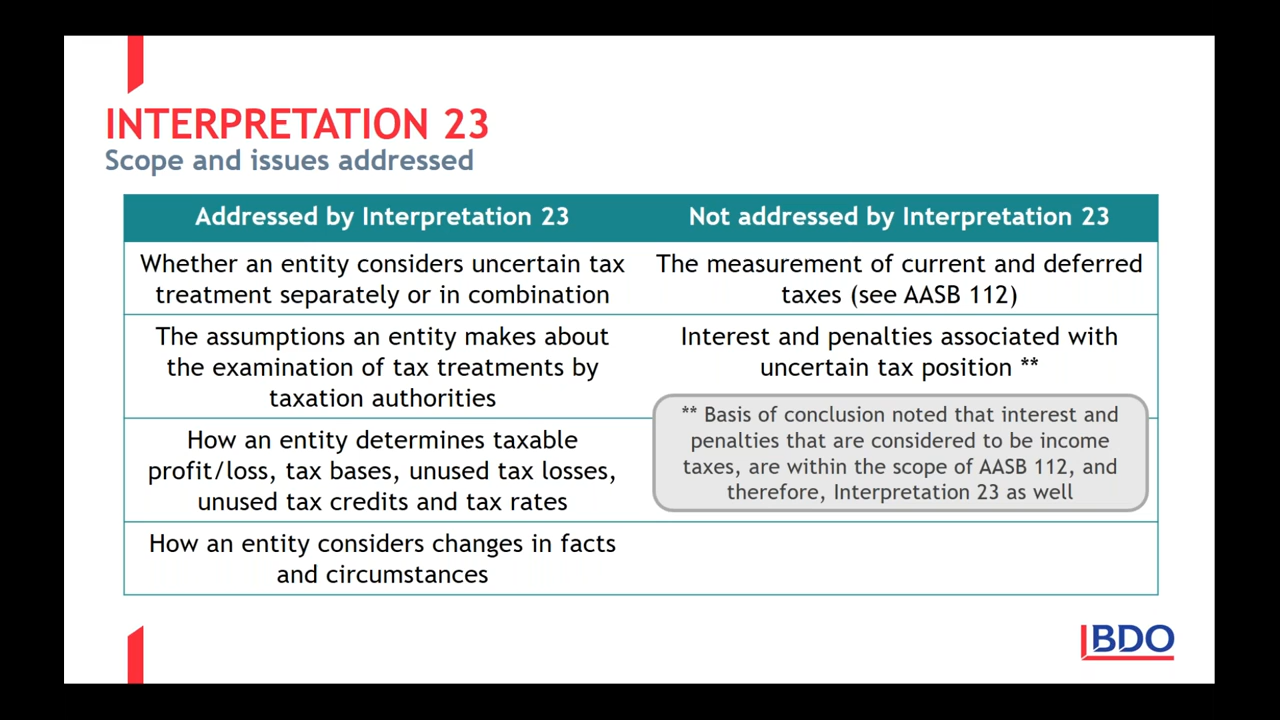 INTERPRETATION 23
Scope and issues addressed
Addressed by Interpretation 23
Not addressed by Interpretation 23
Whether an entity considers uncertain tax
treatment separately or in combination
The measurement of current and deferred
taxes (see AASB 112)
The assumptions an entity makes about
the examination of tax treatments by
taxation authorities
Interest and penalties associated with
uncertain tax position **
How an entity determines taxable
profit/loss, tax bases, unused tax losses,
unused tax credits and tax rates
** Basis of conclusion noted that interest and
penalties that are considered to be income
taxes, are within the scope of AASB 112, and
therefore, Interpretation 23 as well
How an entity considers changes in facts
and circumstances
BDO